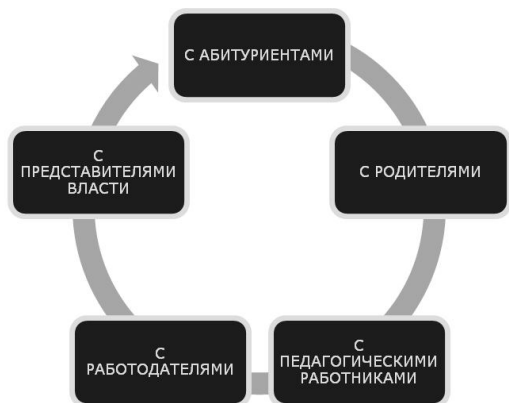 С АБИТУРИЕНТАМИ
С РОДИТЕЛЯМИ
С
ПЕДАГОГИЧЕСКИМИ
РАБОТНИКАМИ
С
РАБОТОДАТЕЛЯМИ
С
ПРЕДСТАВИТЕЛЯМИ
ВЛАСТИ